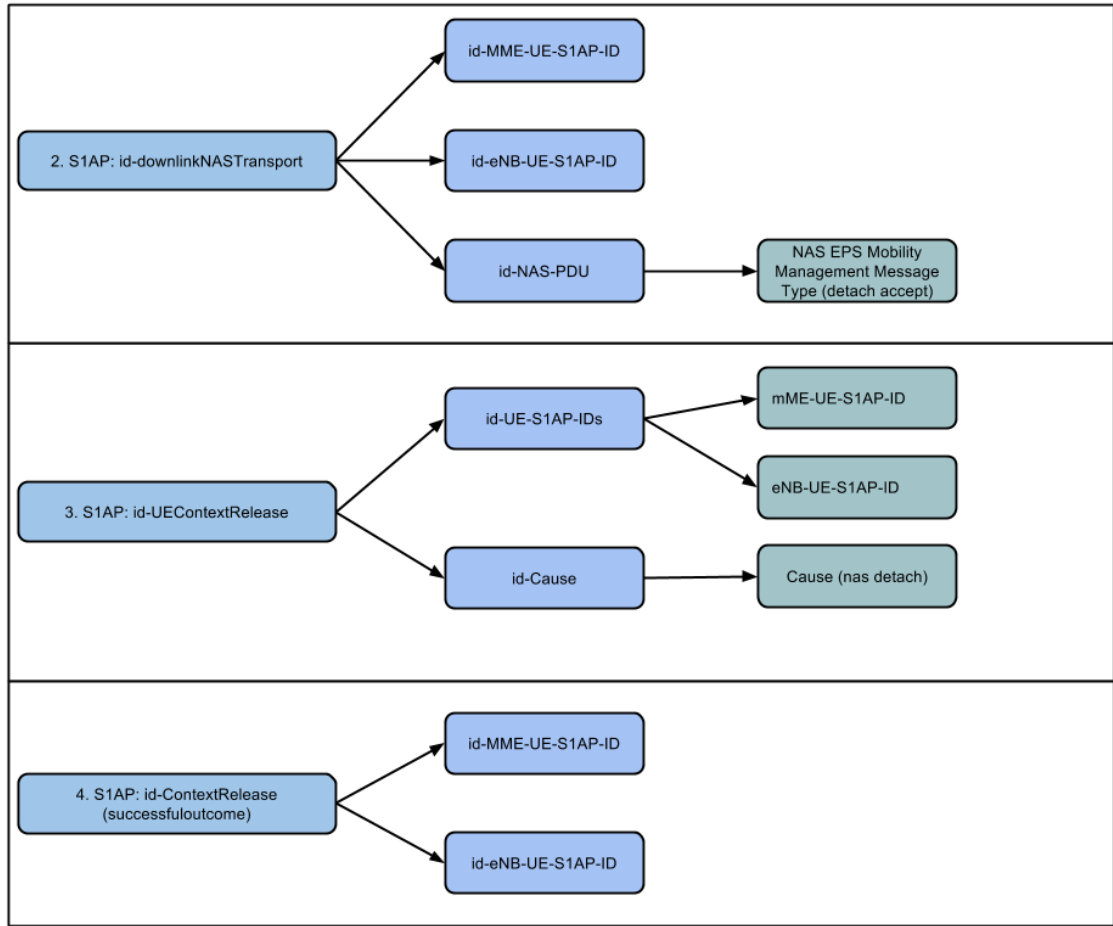 id-MME-UE-S1AP-ID
2. S1AP: id-downlinkNASTransport
id-eNB-UE-S1AP-ID
id-NAS-PDU
NAS EPS Mobility
Management Message
Type (detach accept)
id-UE-S1AP-IDs
mME-UE-S1AP-ID
eNB-UE-S1AP-ID
3. S1AP: id-UEContextRelease
id-Cause
Cause (nas detach)
id-MME-UE-S1AP-ID
4. S1AP: id-ContextRelease
(successfuloutcome)
id-eNB-UE-S1AP-ID